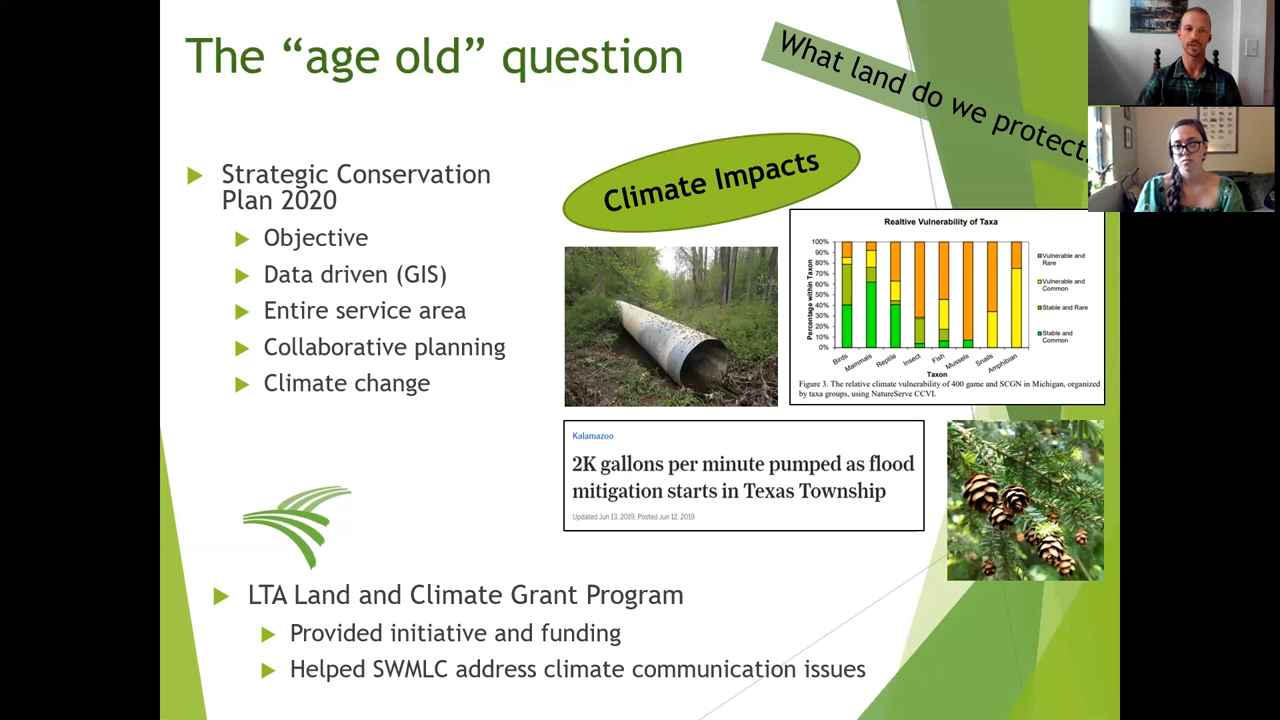 The “age old” question
What land do we protect
Strategic Conservation
Plan 2020
Objective
Data driven (GIS)
Entire service area
Collaborative planning
Climate change
Climate Impacts
Realtive Vulnerability of Taxa
Percentage within Taxon
100%
90%
80%
70%
60%
50%
40%
30%
20%
10%
0%
Birds
Mammals
Reptile
Insect
Fish
Mussels
Snails
Amphibian
Taxon
Vulnerable and
Rare
Vulnerable and
Common
Stable and Rare
Stable and
Common
Figure 3. The relative climate vulnerability of 400 game and SCGN in Michigan, organized
by taxa groups, using NatureServe CCVI.
Kalamazoo
2K gallons per minute pumped as flood
mitigation starts in Texas Township
Updated Jun 13, 2019; Posted Jun 12, 2019
LTA Land and Climate Grant Program
Provided initiative and funding
Helped SWMLC address climate communication issues